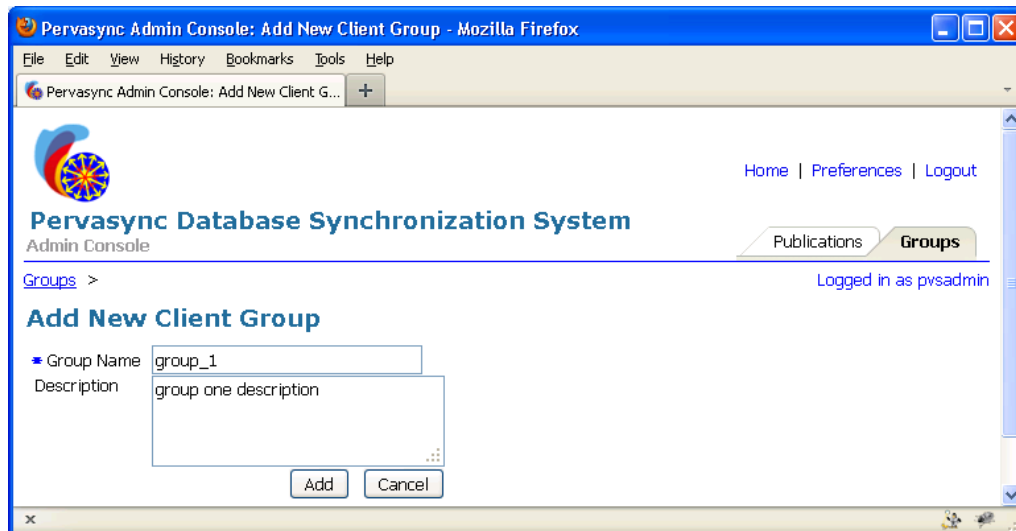 Pervasync Admin Console: Add New Client Group - Mozilla Firefox
File Edit View History Bookmarks Tools Help
Pervasync Admin Console: Add New Client G... +
Home | Preferences | Logout
Pervasync Database Synchronization System
Admin Console
Publications Groups
Groups > Logged in as pvsadmin
Add New Client Group
* Group Name group_1
Description group one description
Add Cancel
x